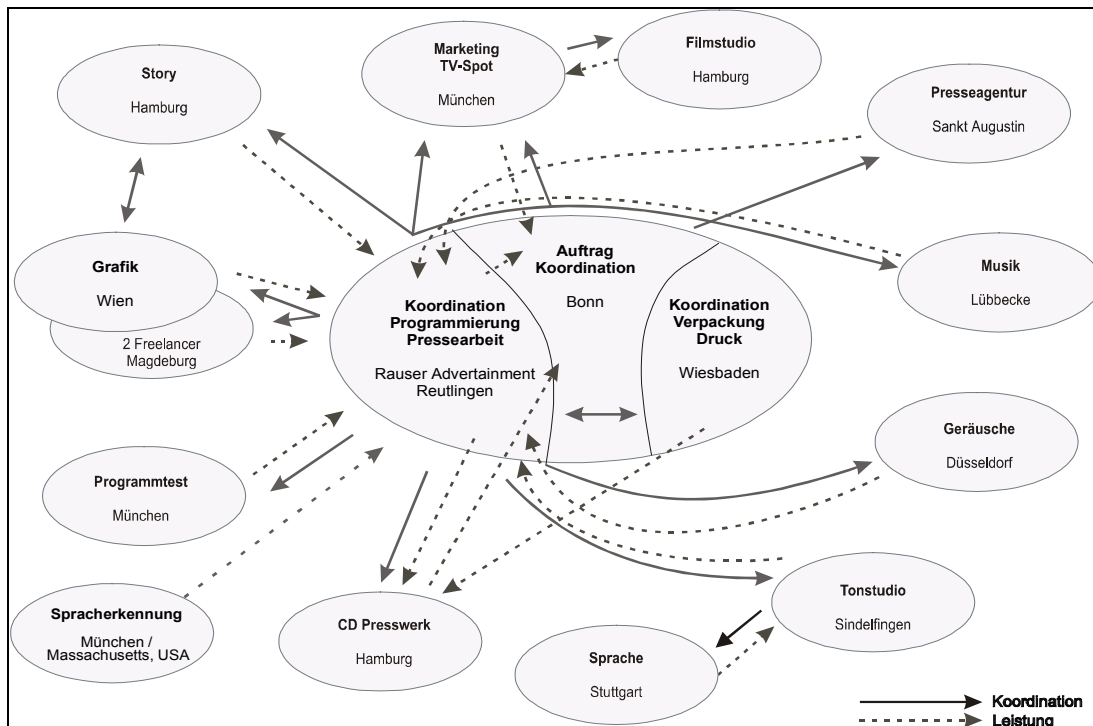 Marketing
TV-Spot
München
Filmstudio
Hamburg
Story
Hamburg
Presseagentur
Sankt Augustin
Grafik
Wien
2 Freelancer
Magdeburg
Auftrag
Koordination
Bonn
Koordination
Programmierung
Pressearbeit
Rauser Advertainment
Reutlingen
Koordination
Verpackung
Druck
Wiesbaden
Musik
Lübbecke
Geräusche
Düsseldorf
Programmtest
München
Spracherkennung
München /
Massachusetts, USA
CD Presswerk
Hamburg
Tonstudio
Sindelfingen
Sprache
Stuttgart
Koordination
Leistung